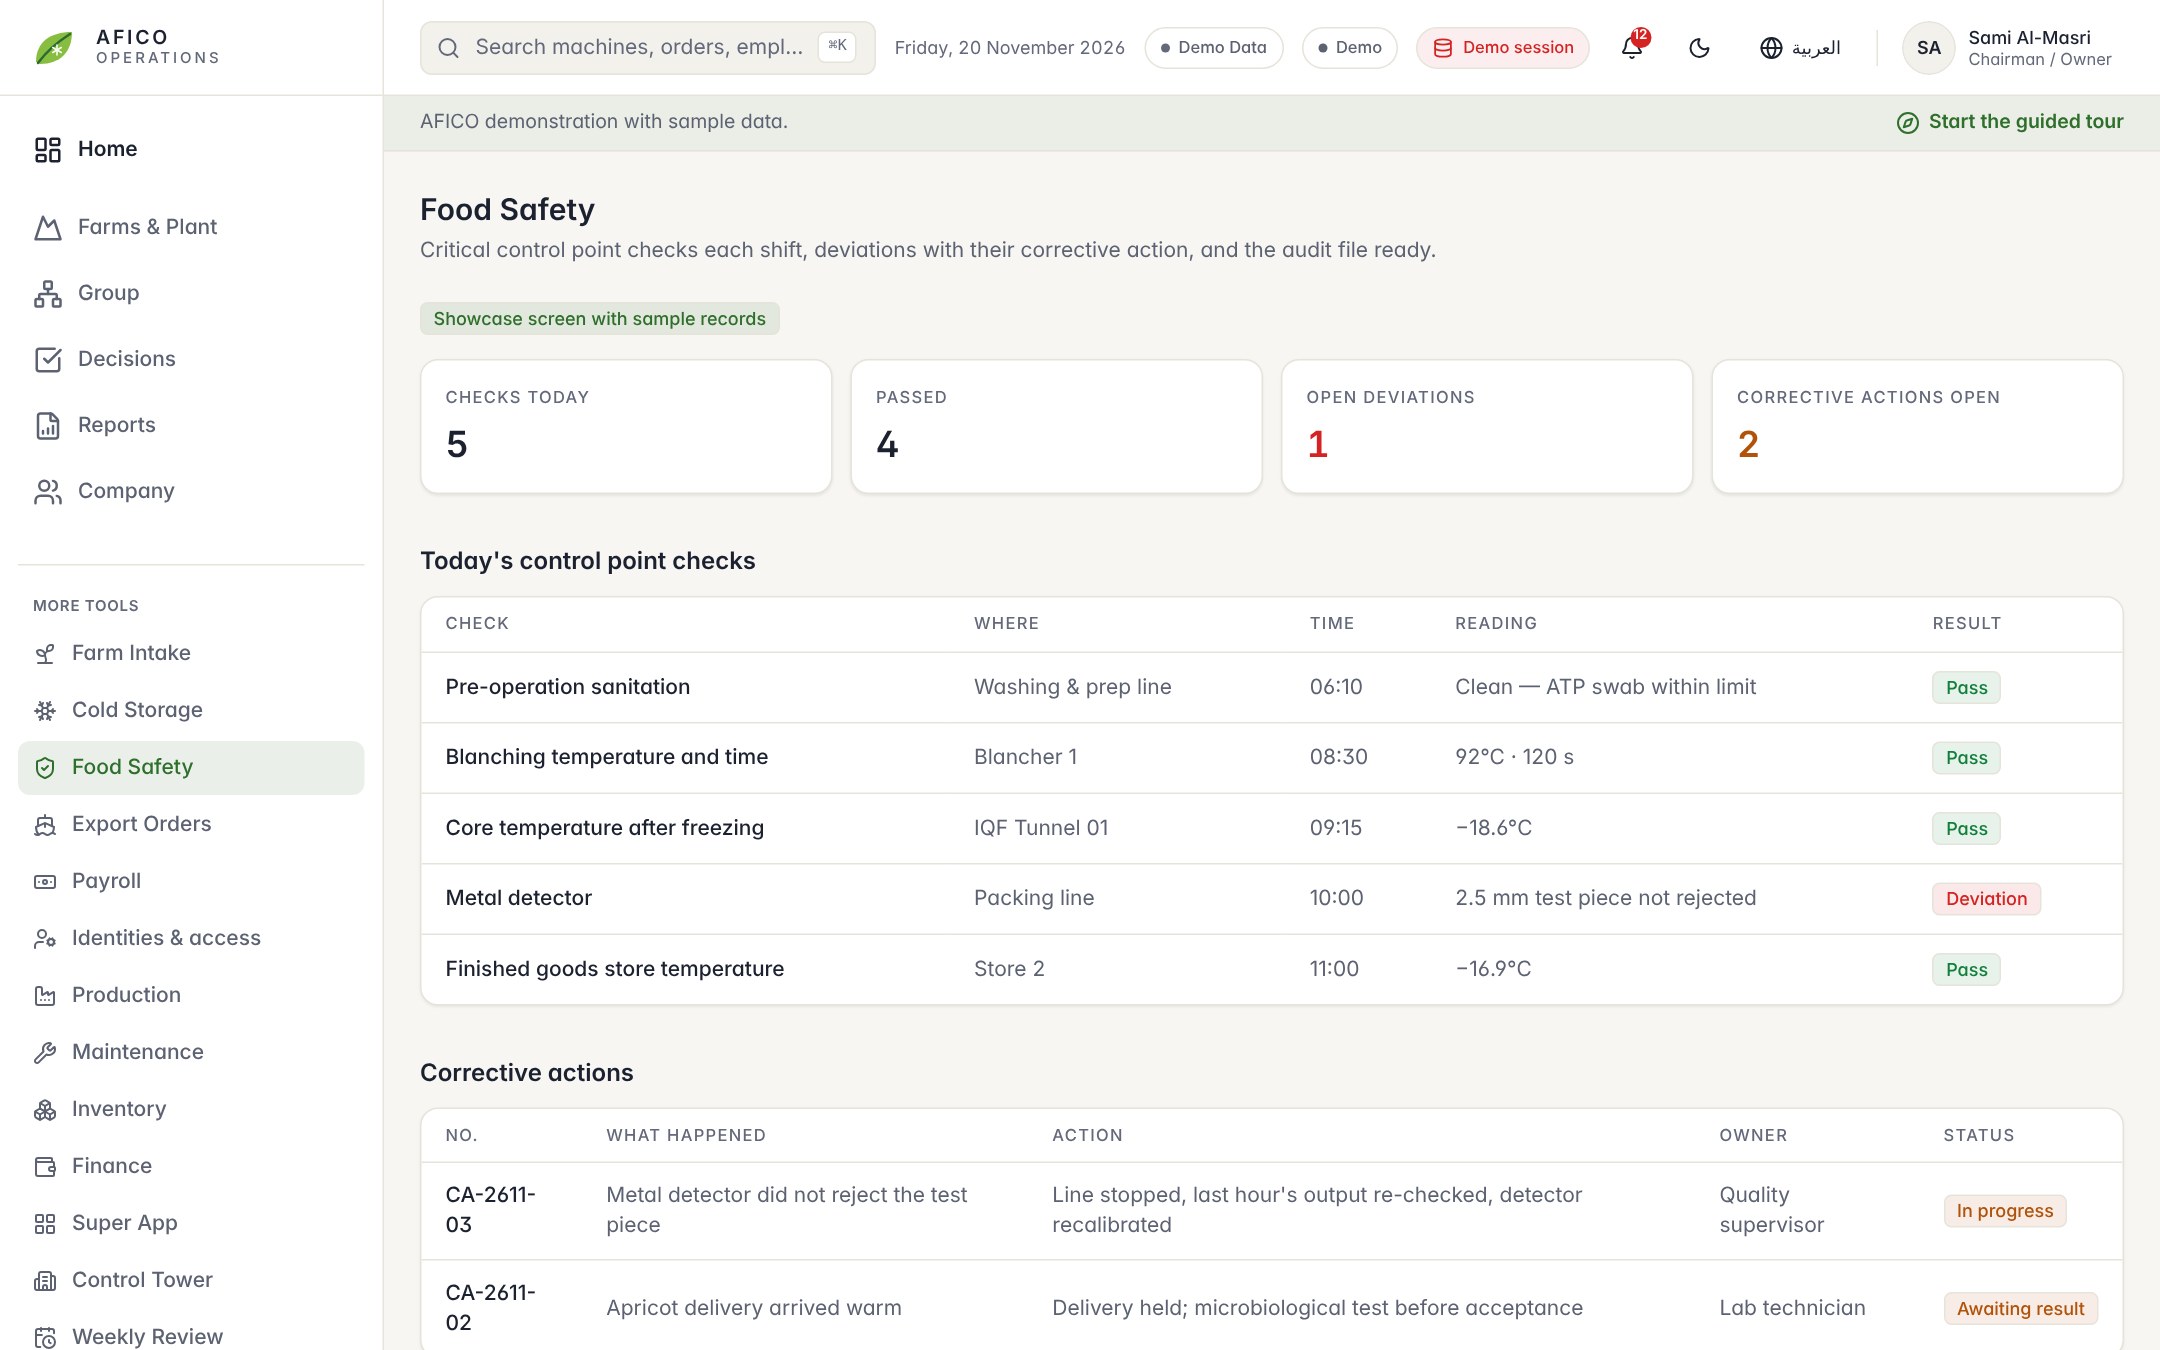 AFICO
OPERATIONS
Search machines, orders, empl...
⌘K
Friday, 20 November 2026
Demo Data
Demo
Demo session
12
العربية
SA
Sami Al-Masri
Chairman / Owner
AFICO demonstration with sample data.
Start the guided tour
Home
Farms & Plant
Group
Decisions
Reports
Company
MORE TOOLS
Farm Intake
Cold Storage
Food Safety
Export Orders
Payroll
Identities & access
Production
Maintenance
Inventory
Finance
Super App
Control Tower
Weekly Review
Food Safety
Critical control point checks each shift, deviations with their corrective action, and the audit file ready.
Showcase screen with sample records
CHECKS TODAY
5
PASSED
4
OPEN DEVIATIONS
1
CORRECTIVE ACTIONS OPEN
2
Today's control point checks
CHECK WHERE TIME READING RESULT
Pre-operation sanitation Washing & prep line 06:10 Clean — ATP swab within limit Pass
Blanching temperature and time Blancher 1 08:30 92°C · 120 s Pass
Core temperature after freezing IQF Tunnel 01 09:15 −18.6°C Pass
Metal detector Packing line 10:00 2.5 mm test piece not rejected Deviation
Finished goods store temperature Store 2 11:00 −16.9°C Pass
Corrective actions
NO. WHAT HAPPENED ACTION OWNER STATUS
CA-2611-03 Metal detector did not reject the test piece Line stopped, last hour's output re-checked, detector recalibrated Quality supervisor In progress
CA-2611-02 Apricot delivery arrived warm Delivery held; microbiological test before acceptance Lab technician Awaiting result